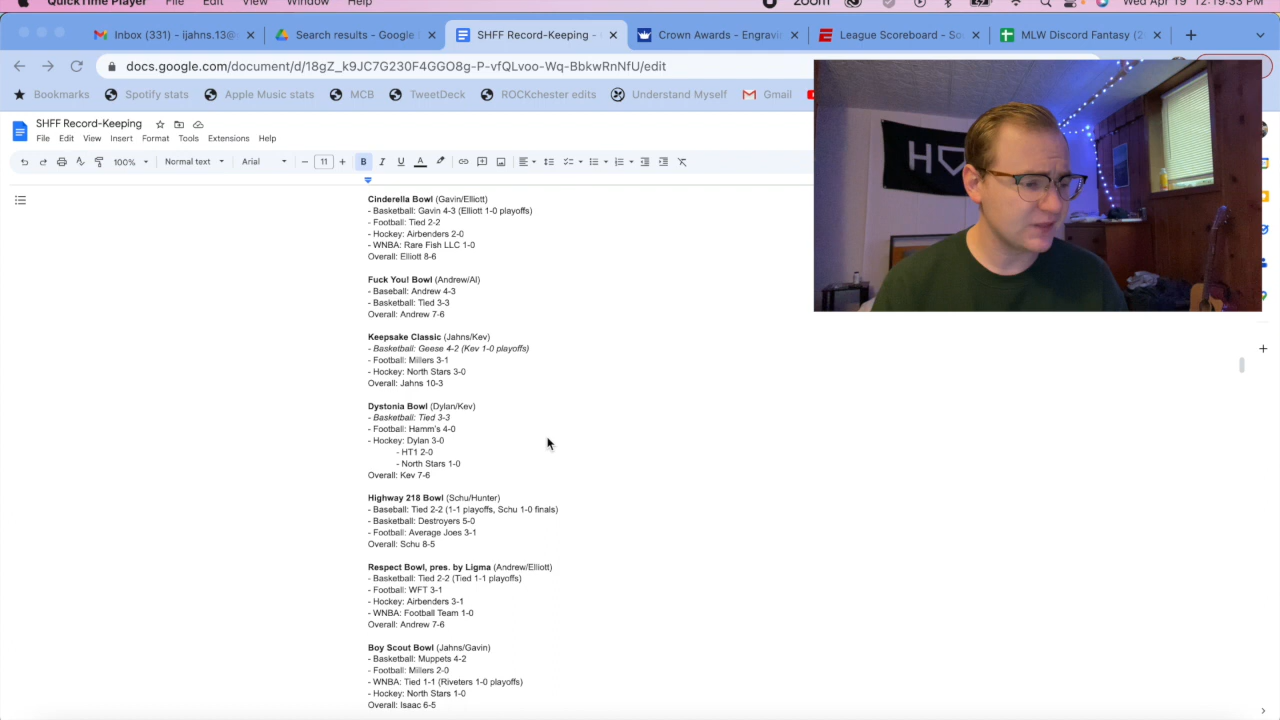 QuickTime Player File Edit View Window Help zoom Wed Apr 19 12:19:33 PM
Inbox (331) - ijahns.13@
Search results - Google
SHFF Record-Keeping -
Crown Awards - Engravi
League Scoreboard - So
MLW Discord Fantasy (2
docs.google.com/document/d/18gZ_k9JC7G230F4GGO8g-P-vfQLvoo-Wq-BbkwRnNfU/edit
Bookmarks Spotify stats Apple Music stats MCB TweetDeck ROCKchester edits Understand Myself Gmail
SHFF Record-Keeping
File Edit View Insert Format Tools Extensions Help
100% Normal text Arial 11 B I U A
Cinderella Bowl (Gavin/Elliott)
- Basketball: Gavin 4-3 (Elliott 1-0 playoffs)
- Football: Tied 2-2
- Hockey: Airbenders 2-0
- WNBA: Rare Fish LLC 1-0
Overall: Elliott 8-6
Fuck You! Bowl (Andrew/Al)
- Baseball: Andrew 4-3
- Basketball: Tied 3-3
Overall: Andrew 7-6
Keepsake Classic (Jahns/Kev)
- Basketball: Geese 4-2 (Kev 1-0 playoffs)
- Football: Millers 3-1
- Hockey: North Stars 3-0
Overall: Jahns 10-3
Dystonia Bowl (Dylan/Kev)
- Basketball: Tied 3-3
- Football: Hamm's 4-0
- Hockey: Dylan 3-0
- HT1 2-0
- North Stars 1-0
Overall: Kev 7-6
Highway 218 Bowl (Schu/Hunter)
- Baseball: Tied 2-2 (1-1 playoffs, Schu 1-0 finals)
- Basketball: Destroyers 5-0
- Football: Average Joes 3-1
Overall: Schu 8-5
Respect Bowl, pres. by Ligma (Andrew/Elliott)
- Basketball: Tied 2-2 (Tied 1-1 playoffs)
- Football: WFT 3-1
- Hockey: Airbenders 3-1
- WNBA: Football Team 1-0
Overall: Andrew 7-6
Boy Scout Bowl (Jahns/Gavin)
- Basketball: Muppets 4-2
- Football: Millers 2-0
- WNBA: Tied 1-1 (Riveters 1-0 playoffs)
- Hockey: North Stars 1-0
Overall: Isaac 6-5